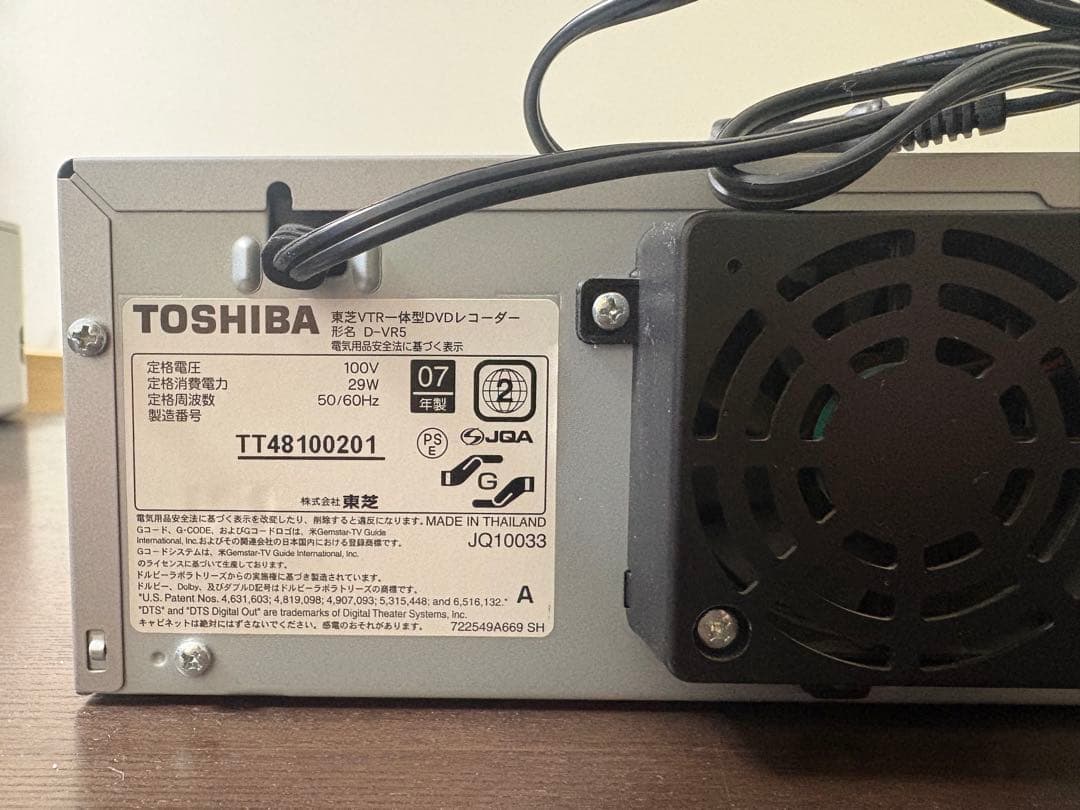 TOSHIBA 東芝VTR一体型DVDレコーダー
形名 D-VR5
電気用品安全法に基づく表示
定格電圧 100V
定格消費電力 29W
定格周波数 50/60Hz
製造番号
TT48100201
07
年製
2
PS
E
JQA
G
株式会社 東芝
電気用品安全法に基づく表示を改変したり、削除すると違反になります。 MADE IN THAILAND
Gコード、G-CODE、およびGコードロゴは、米Gemstar-TV Guide
International, Inc.およびその関連会社の日本国内における登録商標です。
JQ10033
Gコードシステムは、米Gemstar-TV Guide International, Inc.
のライセンスに基づいて生産しております。
ドルビーラボラトリーズからの実施権に基づき製造されています。
ドルビー、Dolby、及びダブルD記号はドルビーラボラトリーズの商標です。
"U.S. Patent Nos. 4,631,603; 4,819,098; 4,907,093; 5,315,448; and 6,516,132." A
"DTS" and "DTS Digital Out" are trademarks of Digital Theater Systems, Inc.
キャビネットは絶対にはずさないでください。感電のおそれがあります。 722549A669 SH